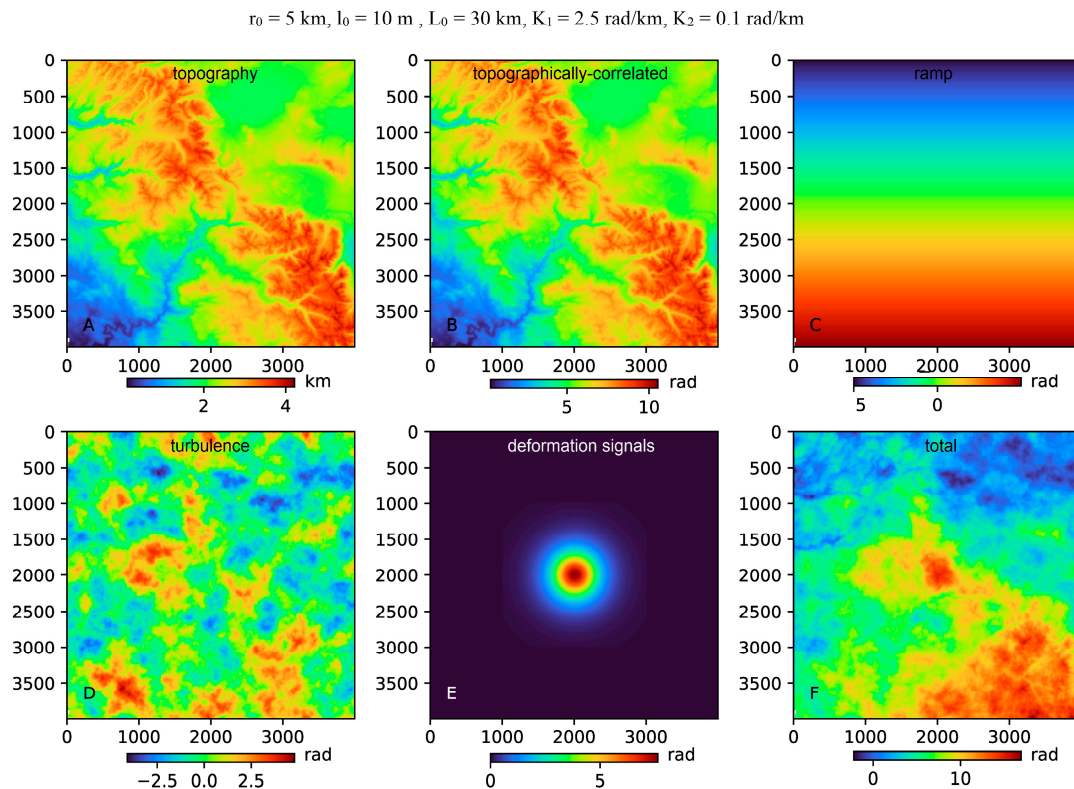 r₀ = 5 km, l₀ = 10 m , L₀ = 30 km, K₁ = 2.5 rad/km, K₂ = 0.1 rad/km
topography
0
500
1000
1500
2000
2500
3000
3500
A
0 1000 2000 3000
km
2 4
topographically-correlated
0
500
1000
1500
2000
2500
3000
3500
B
0 1000 2000 3000
rad
5 10
ramp
0
500
1000
1500
2000
2500
3000
3500
C
0 1000 2000 3000
rad
5 0
turbulence
0
500
1000
1500
2000
2500
3000
3500
D
0 1000 2000 3000
rad
−2.5 0.0 2.5
deformation signals
0
500
1000
1500
2000
2500
3000
3500
E
0 1000 2000 3000
rad
0 5
total
0
500
1000
1500
2000
2500
3000
3500
F
0 1000 2000 3000
rad
0 10